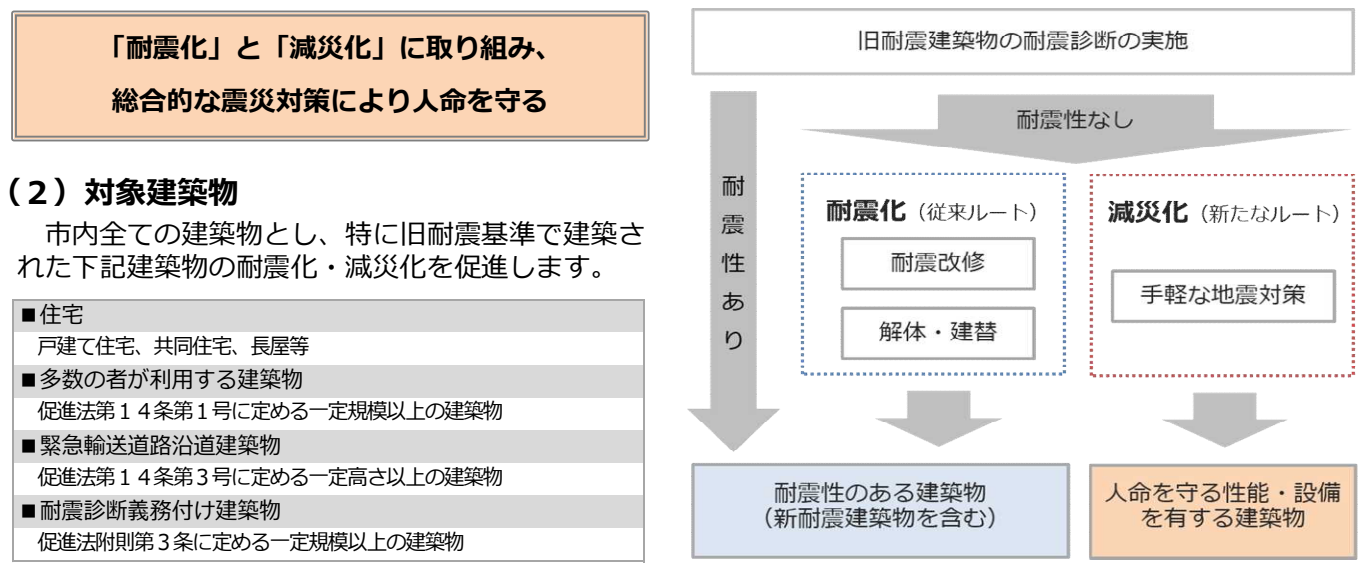 「耐震化」と「減災化」に取り組み、
総合的な震災対策により人命を守る
（２）対象建築物
市内全ての建築物とし、特に旧耐震基準で建築さ
れた下記建築物の耐震化・減災化を促進します。
■住宅
戸建て住宅、共同住宅、長屋等
■多数の者が利用する建築物
促進法第１４条第１号に定める一定規模以上の建築物
■緊急輸送道路沿道建築物
促進法第１４条第３号に定める一定高さ以上の建築物
■耐震診断義務付け建築物
促進法附則第３条に定める一定規模以上の建築物
旧耐震建築物の耐震診断の実施
耐震性なし
耐震性あり
耐震化（従来ルート）
耐震改修
解体・建替
減災化（新たなルート）
手軽な地震対策
耐震性のある建築物
（新耐震建築物を含む）
人命を守る性能・設備
を有する建築物